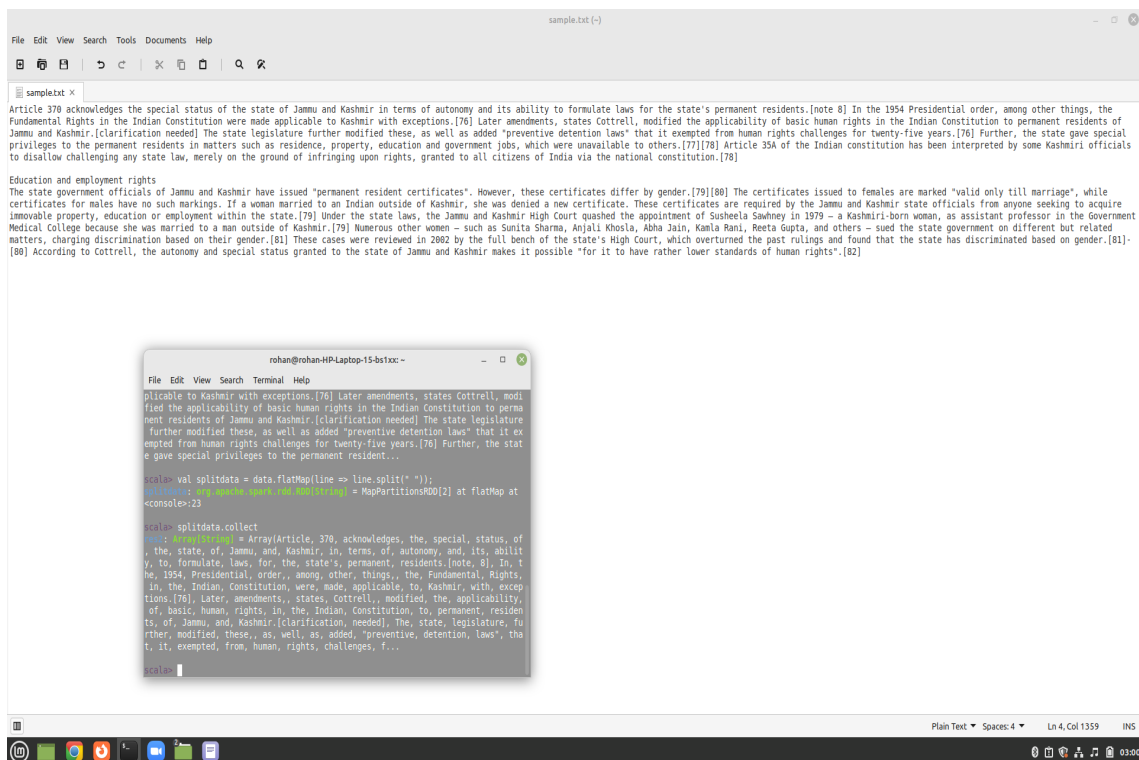 sample.txt (~)
File Edit View Search Tools Documents Help
sample.txt ×
Article 370 acknowledges the special status of the state of Jammu and Kashmir in terms of autonomy and its ability to formulate laws for the state's permanent residents.[note 8] In the 1954 Presidential order, among other things, the
Fundamental Rights in the Indian Constitution were made applicable to Kashmir with exceptions.[76] Later amendments, states Cottrell, modified the applicability of basic human rights in the Indian Constitution to permanent residents of
Jammu and Kashmir.[clarification needed] The state legislature further modified these, as well as added "preventive detention laws" that it exempted from human rights challenges for twenty-five years.[76] Further, the state gave special
privileges to the permanent residents in matters such as residence, property, education and government jobs, which were unavailable to others.[77][78] Article 35A of the Indian constitution has been interpreted by some Kashmiri officials
to disallow challenging any state law, merely on the ground of infringing upon rights, granted to all citizens of India via the national constitution.[78]
Education and employment rights
The state government officials of Jammu and Kashmir have issued "permanent resident certificates". However, these certificates differ by gender.[79][80] The certificates issued to females are marked "valid only till marriage", while
certificates for males have no such markings. If a woman married to an Indian outside of Kashmir, she was denied a new certificate. These certificates are required by the Jammu and Kashmir state officials from anyone seeking to acquire
immovable property, education or employment within the state.[79] Under the state laws, the Jammu and Kashmir High Court quashed the appointment of Susheela Sawhney in 1979 – a Kashmiri-born woman, as assistant professor in the Government
Medical College because she was married to a man outside of Kashmir.[79] Numerous other women – such as Sunita Sharma, Anjali Khosla, Abha Jain, Kamla Rani, Reeta Gupta, and others – sued the state government on different but related
matters, charging discrimination based on their gender.[81] These cases were reviewed in 2002 by the full bench of the state's High Court, which overturned the past rulings and found that the state has discriminated based on gender.[81]-
[80] According to Cottrell, the autonomy and special status granted to the state of Jammu and Kashmir makes it possible "for it to have rather lower standards of human rights".[82]
rohan@rohan-HP-Laptop-15-bs1xx: ~
File Edit View Search Terminal Help
plicable to Kashmir with exceptions.[76] Later amendments, states Cottrell, modi
fied the applicability of basic human rights in the Indian Constitution to perma
nent residents of Jammu and Kashmir.[clarification needed] The state legislature
further modified these, as well as added "preventive detention laws" that it ex
empted from human rights challenges for twenty-five years.[76] Further, the stat
e gave special privileges to the permanent resident...
scala> val splitdata = data.flatMap(line => line.split(" "));
splitdata: org.apache.spark.rdd.RDD[String] = MapPartitionsRDD[2] at flatMap at
<console>:23
scala> splitdata.collect
: Array[String] = Array(Article, 370, acknowledges, the, special, status, of
, the, state, of, Jammu, and, Kashmir, in, terms, of, autonomy, and, its, abilit
y, to, formulate, laws, for, the, state's, permanent, residents.[note, 8], In, t
he, 1954, Presidential, order,, among, other, things,, the, Fundamental, Rights,
in, the, Indian, Constitution, were, made, applicable, to, Kashmir, with, excep
tions.[76], Later, amendments,, states, Cottrell,, modified, the, applicability,
of, basic, human, rights, in, the, Indian, Constitution, to, permanent, residen
ts, of, Jammu, and, Kashmir.[clarification, needed], The, state, legislature, fu
rther, modified, these,, as, well, as, added, "preventive, detention, laws", tha
t, it, exempted, from, human, rights, challenges, f...
scala>
Plain Text Spaces: 4 Ln 4, Col 1359 INS
03:00